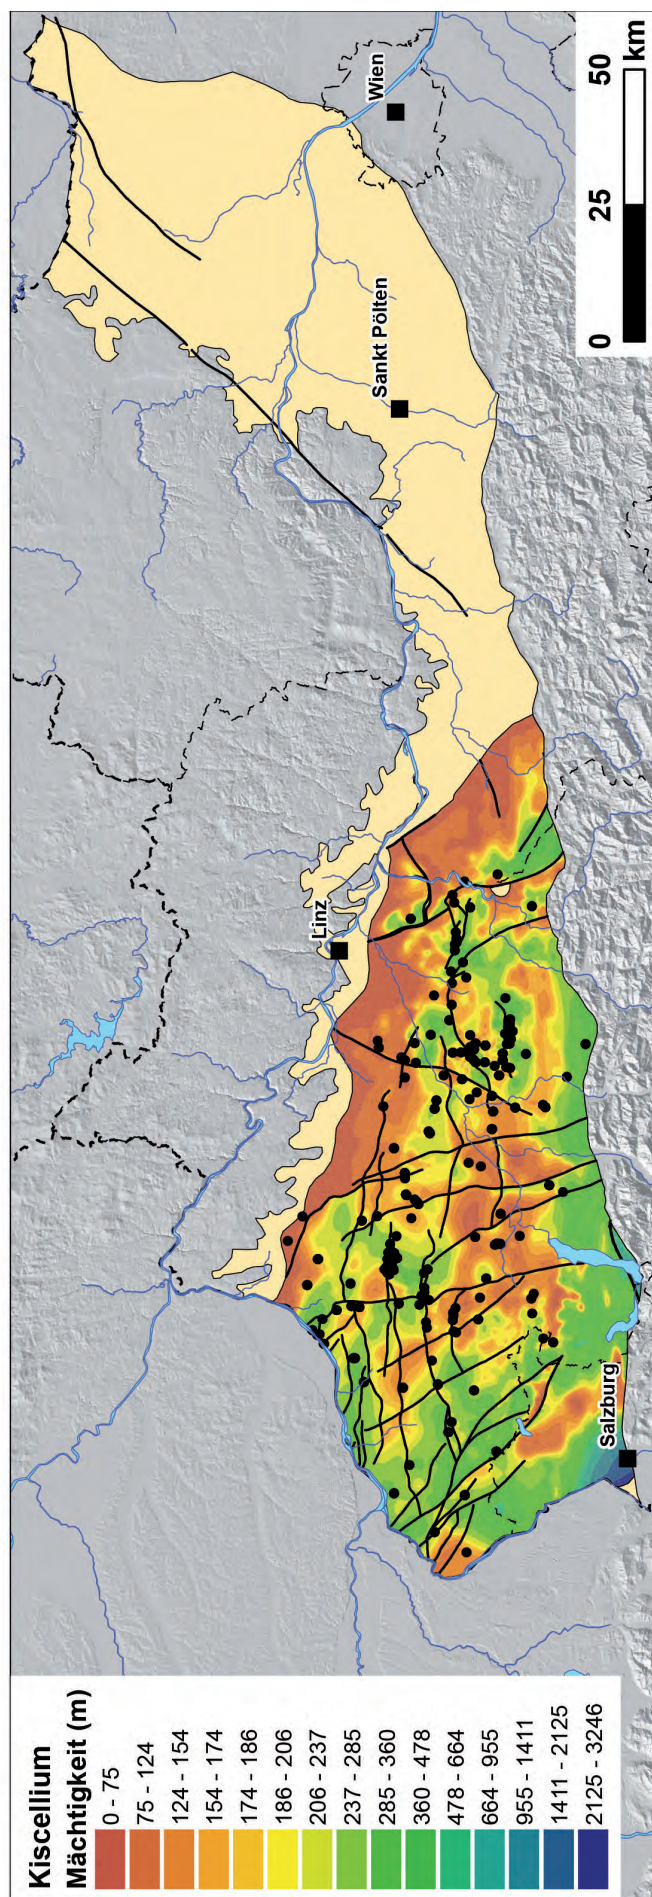 Kiscellium
Mächtigkeit (m)
0 - 75
75 - 124
124 - 154
154 - 174
174 - 186
186 - 206
206 - 237
237 - 285
285 - 360
360 - 478
478 - 664
664 - 955
955 - 1411
1411 - 2125
2125 - 3246
Salzburg
Linz
Sankt Pölten
Wien
0 25 50
km